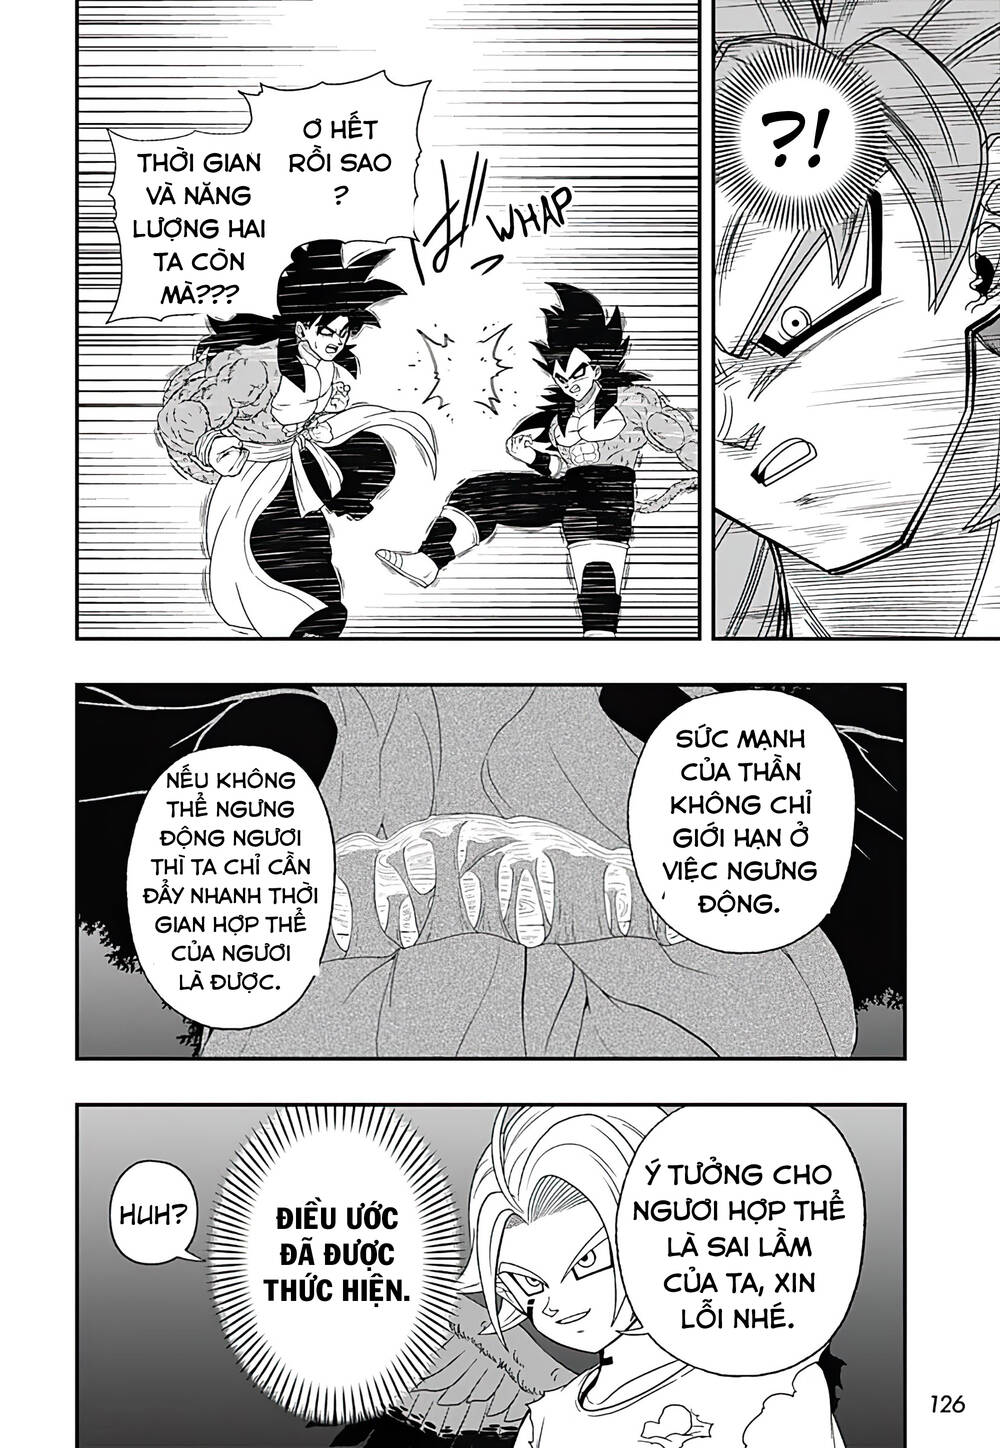 ?!
Ơ HẾT
RỒI SAO
?
THỜI GIAN
VÀ NĂNG
LƯỢNG HAI
TA CÒN
MÀ???
WHAP
SỨC MẠNH
CỦA THẦN
KHÔNG CHỈ
GIỚI HẠN Ở
VIỆC NGƯNG
ĐỘNG.
NẾU KHÔNG
THỂ NGƯNG
ĐỘNG NGƯƠI
THÌ TA CHỈ CẦN
ĐẨY NHANH THỜI
GIAN HỢP THỂ
CỦA NGƯƠI
LÀ ĐƯỢC.
Ý TƯỞNG CHO
NGƯƠI HỢP THỂ
LÀ SAI LẦM
CỦA TA, XIN
LỖI NHÉ.
ĐIỀU ƯỚC
ĐÃ ĐƯỢC
THỰC HIỆN.
HUH?
126